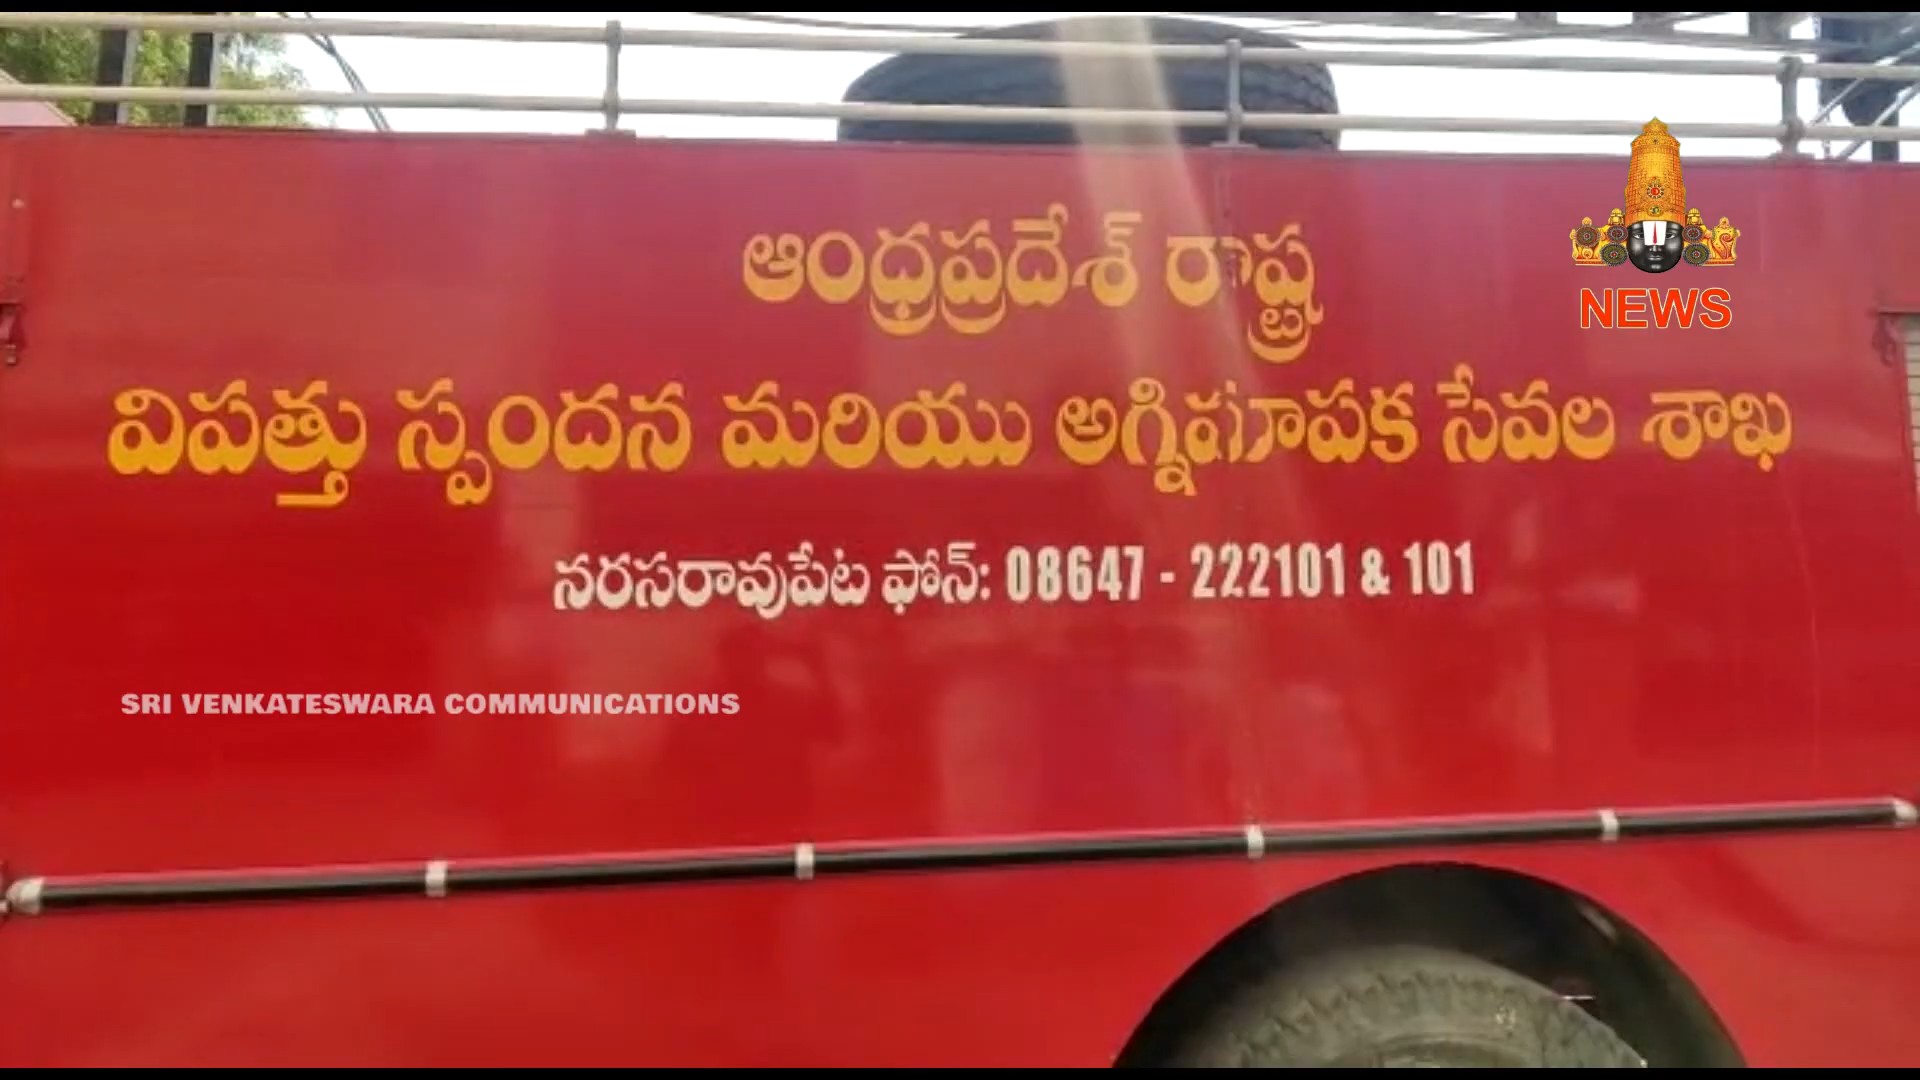 ఆంధ్రప్రదేశ్ రాష్ట్ర
NEWS
విపత్తు స్పందన మరియు అగ్నిమాపక సేవల శాఖ
నరసరావుపేట ఫోన్: 08647 - 222101 & 101
SRI VENKATESWARA COMMUNICATIONS